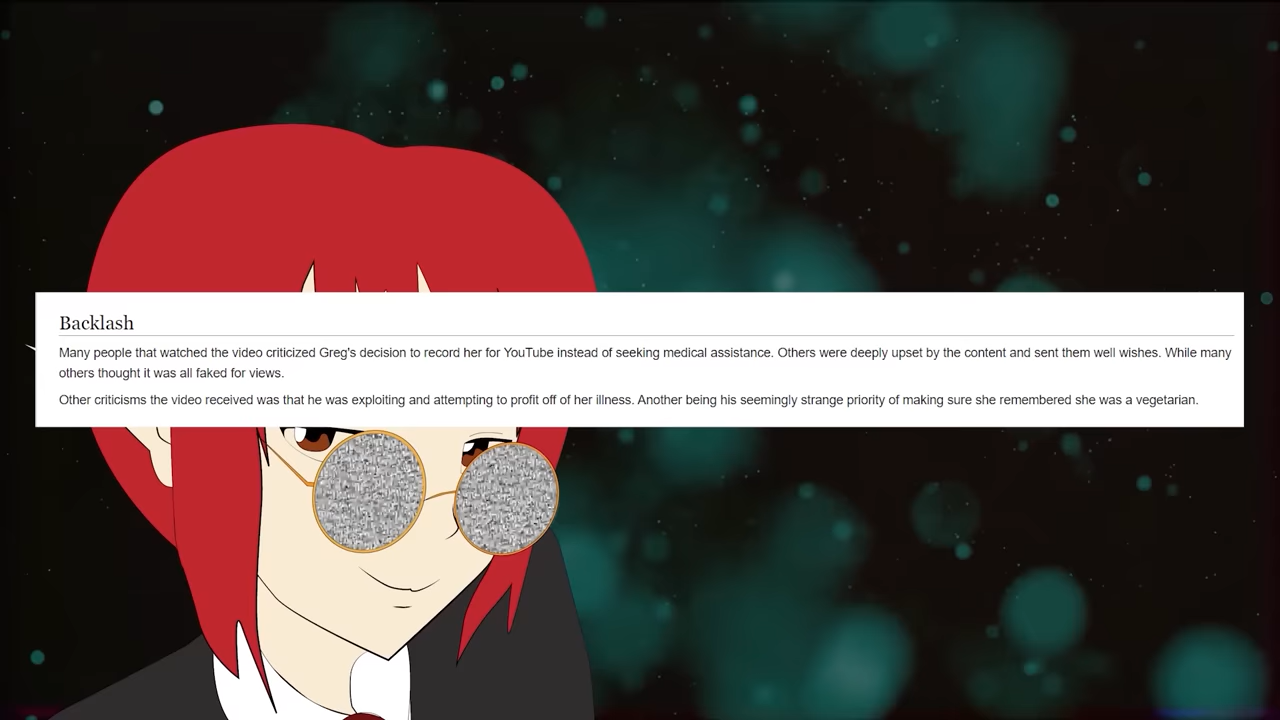 Backlash
Many people that watched the video criticized Greg's decision to record her for YouTube instead of seeking medical assistance. Others were deeply upset by the content and sent them well wishes. While many
others thought it was all faked for views.
Other criticisms the video received was that he was exploiting and attempting to profit off of her illness. Another being his seemingly strange priority of making sure she remembered she was a vegetarian.